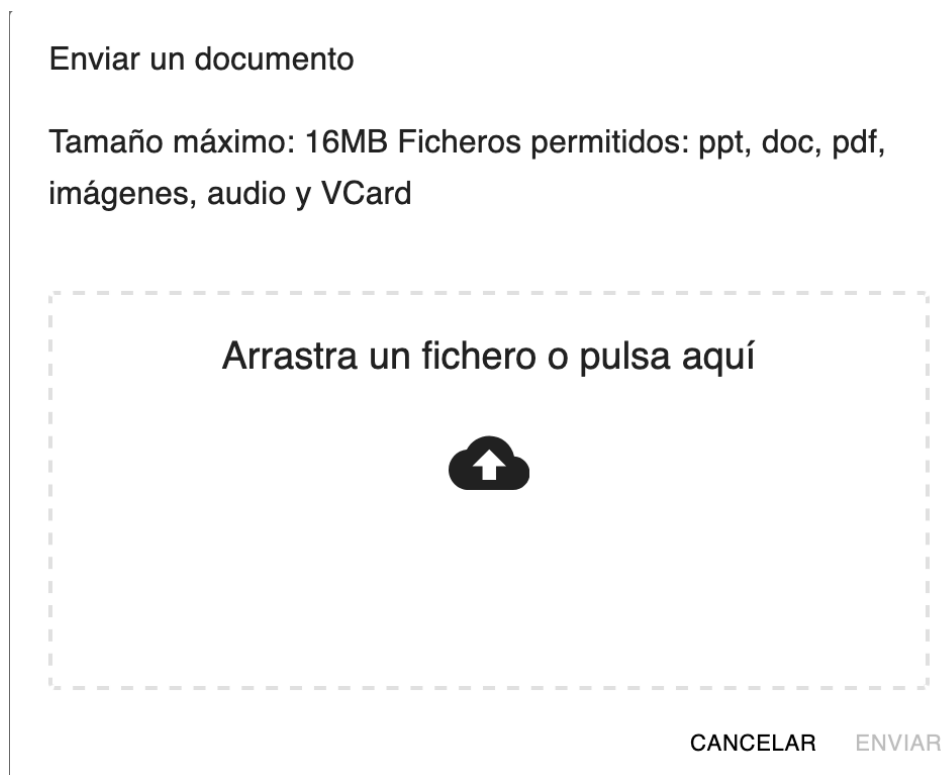 Enviar un documento
Tamaño máximo: 16MB Ficheros permitidos: ppt, doc, pdf,
imágenes, audio y VCard
Arrastra un fichero o pulsa aquí
CANCELAR ENVIAR